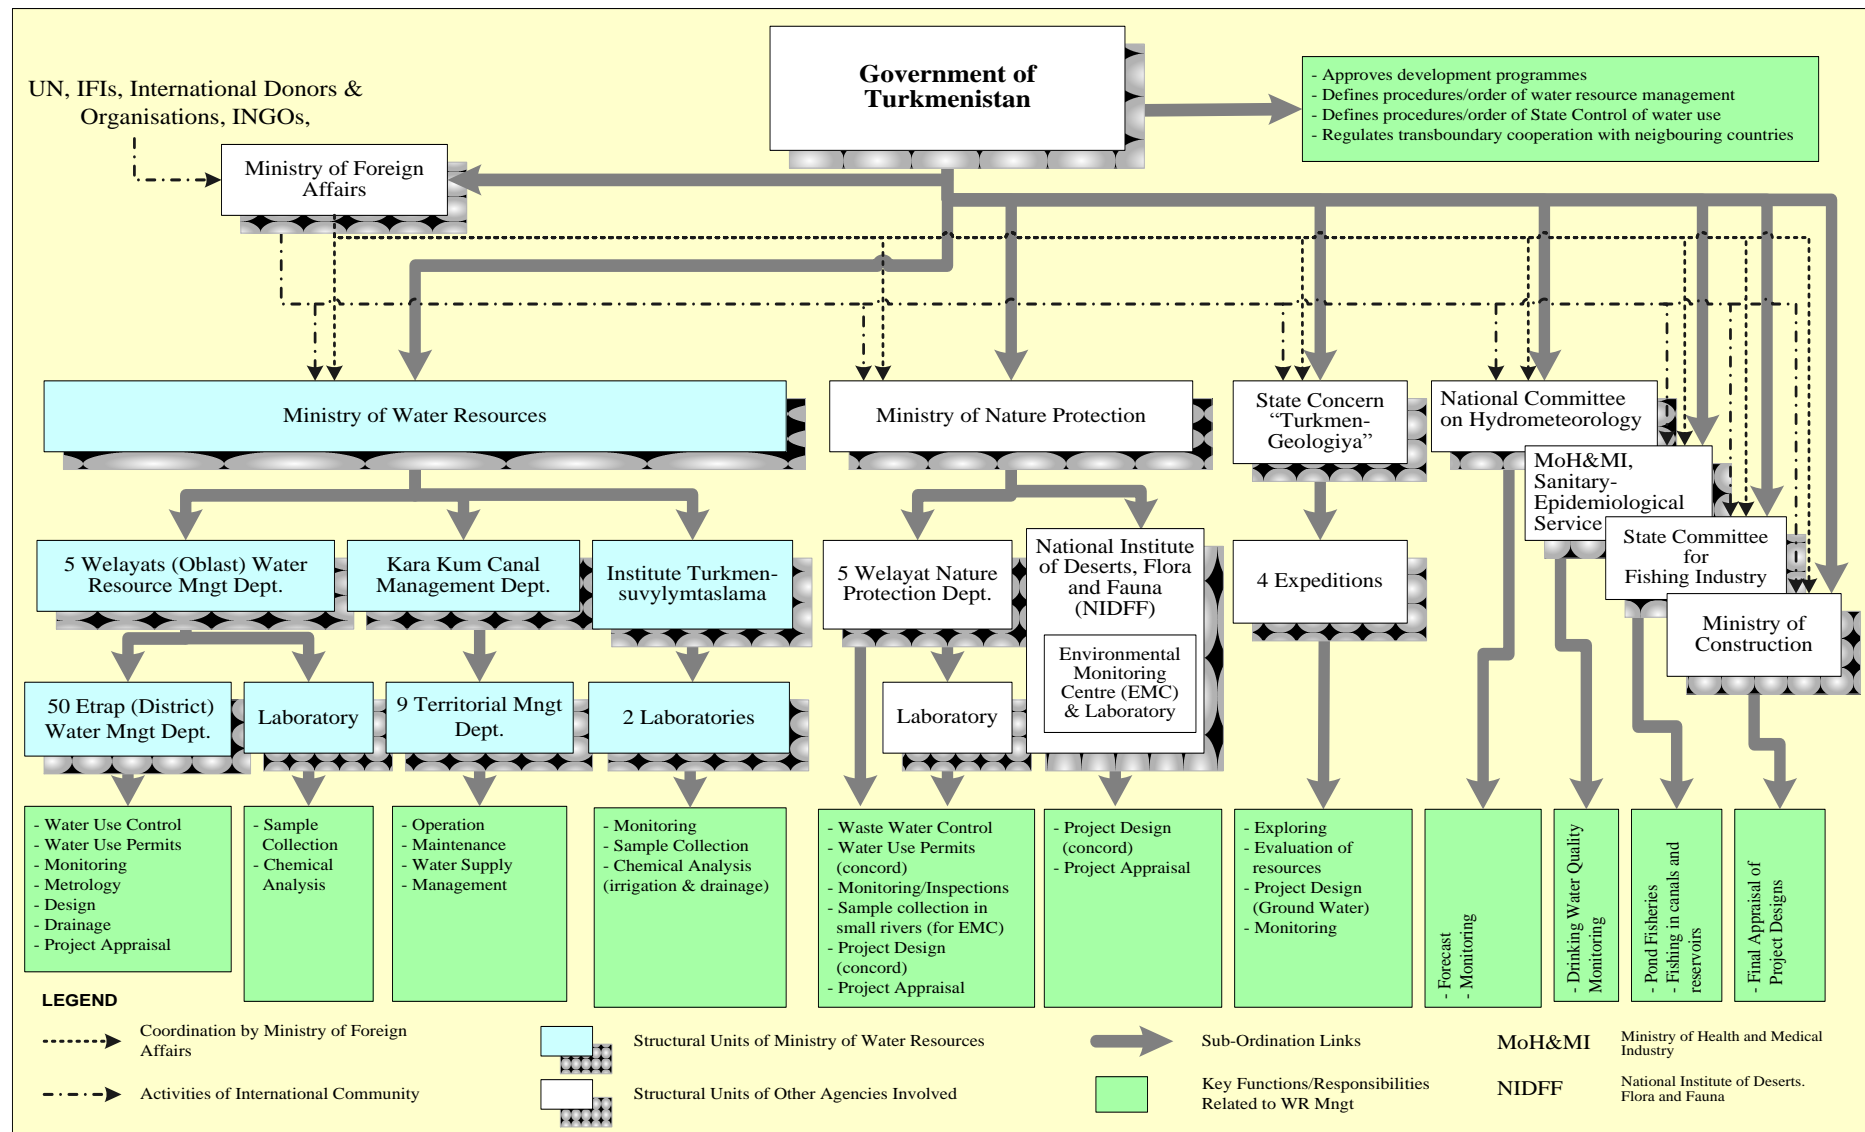 Government of
Turkmenistan
- Approves development programmes
- Defines procedures/order of water resource management
- Defines procedures/order of State Control of water use
- Regulates transboundary cooperation with neigbouring countries
UN, IFIs, International Donors &
Organisations, INGOs,
Ministry of Foreign
Affairs
Ministry of Water Resources
Ministry of Nature Protection
State Concern
“Turkmen-
Geologiya”
National Committee
on Hydrometeorology
MoH&MI,
Sanitary-
Epidemiological
Service
State Committee
for
Fishing Industry
Ministry of
Construction
5 Welayats (Oblast) Water
Resource Mngt Dept.
Kara Kum Canal
Management Dept.
Institute Turkmen-
suvylymtaslama
5 Welayat Nature
Protection Dept.
National Institute
of Deserts, Flora
and Fauna
(NIDFF)
Environmental
Monitoring
Centre (EMC)
& Laboratory
4 Expeditions
50 Etrap (District)
Water Mngt Dept.
Laboratory
9 Territorial Mngt
Dept.
2 Laboratories
Laboratory
- Water Use Control
- Water Use Permits
- Monitoring
- Metrology
- Design
- Drainage
- Project Appraisal
- Sample
Collection
- Chemical
Analysis
- Operation
- Maintenance
- Water Supply
- Management
- Monitoring
- Sample Collection
- Chemical Analysis
(irrigation & drainage)
- Waste Water Control
- Water Use Permits
(concord)
- Monitoring/Inspections
- Sample collection in
small rivers (for EMC)
- Project Design
(concord)
- Project Appraisal
- Project Design
(concord)
- Project Appraisal
- Exploring
- Evaluation of
resources
- Project Design
(Ground Water)
- Monitoring
- Forecast
- Monitoring
- Drinking Water Quality
Monitoring
- Pond Fisheries
- Fishing in canals and
reservoirs
- Final Appraisal of
Project Designs
LEGEND
Coordination by Ministry of Foreign
Affairs
Activities of International Community
Structural Units of Ministry of Water Resources
Structural Units of Other Agencies Involved
Sub-Ordination Links
Key Functions/Responsibilities
Related to WR Mngt
MoH&MI
Ministry of Health and Medical
Industry
NIDFF
National Institute of Deserts.
Flora and Fauna